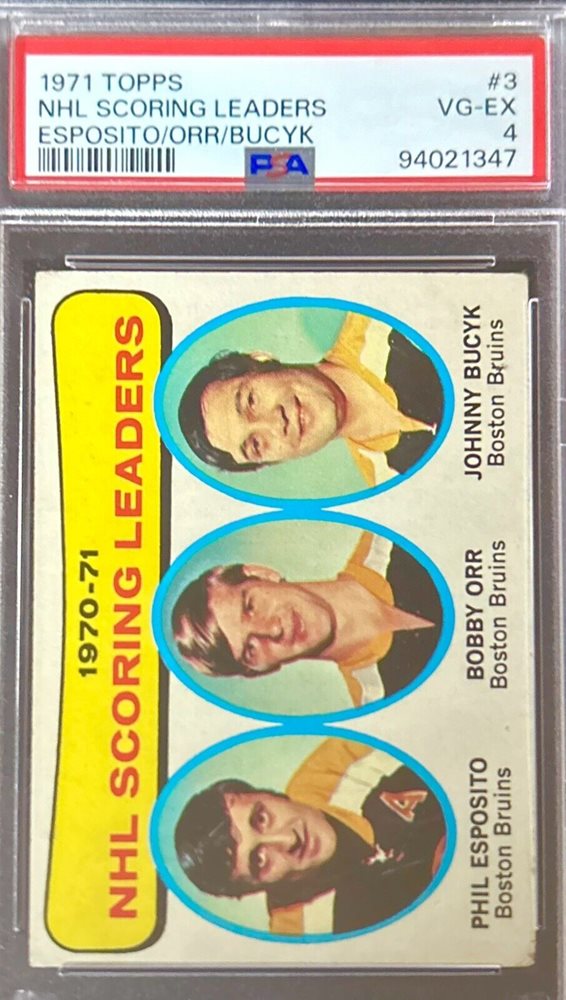 1971 TOPPS #3
NHL SCORING LEADERS VG-EX
ESPOSITO/ORR/BUCYK 4
PSA 94021347
1970-71
NHL SCORING LEADERS
PHIL ESPOSITO
Boston Bruins
A
BOBBY ORR
Boston Bruins
JOHNNY BUCYK
Boston Bruins